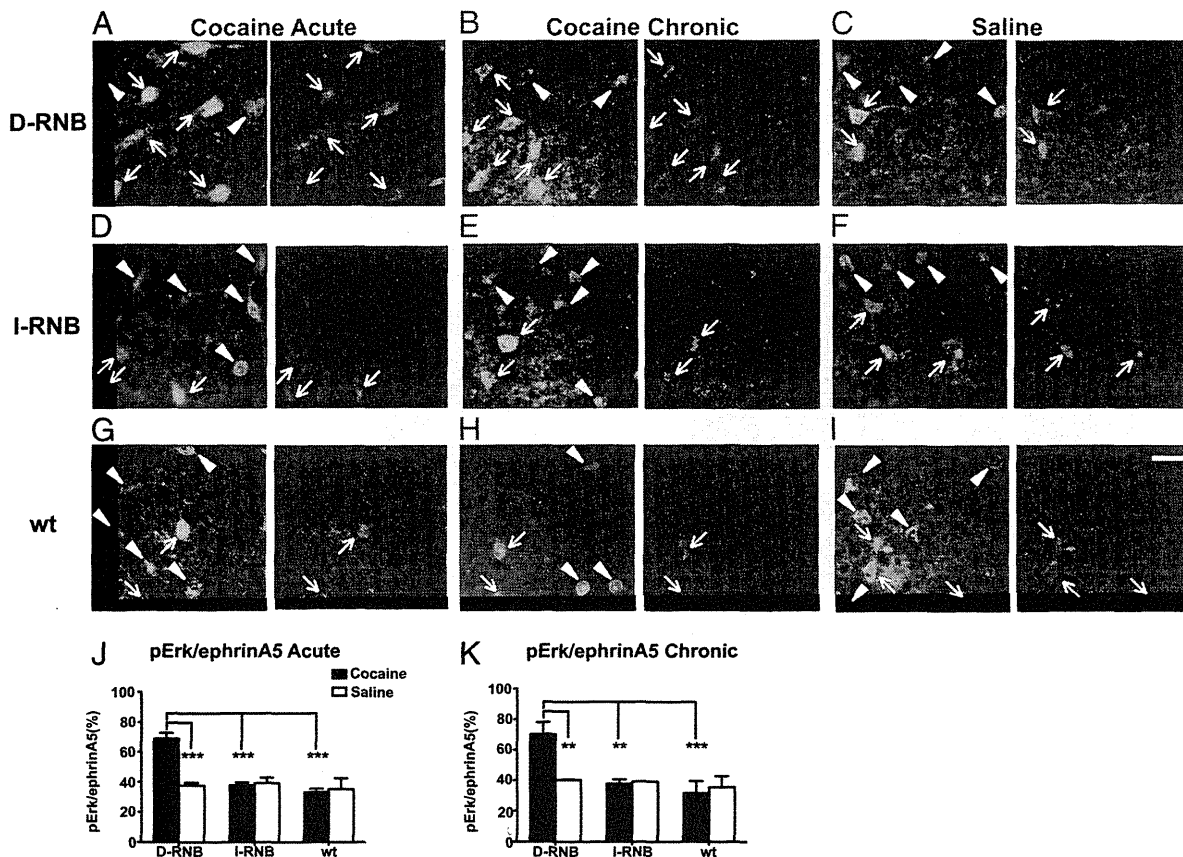 A B C
Cocaine Acute Cocaine Chronic Saline
D-RNB
D E F
I-RNB
G H I
wt
J pErk/ephrinA5 Acute
Cocaine
Saline
pErk/ephrinA5(%)
100
80
60
40
20
0
*** *** ***
D-RNB I-RNB wt
K pErk/ephrinA5 Chronic
pErk/ephrinA5(%)
100
80
60
40
20
0
** ** ***
D-RNB I-RNB wt